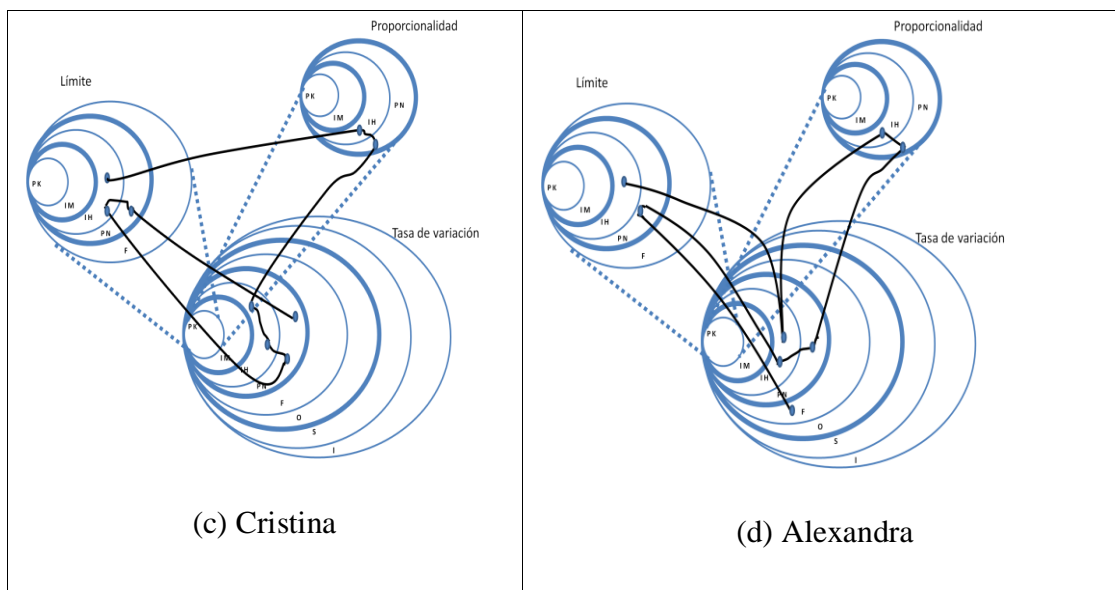 Proporcionalidad
Límite
PK
IM
IH
PN
PK
IM
IH
PN
F
Tasa de variación
PK
IM
IH
PN
F
O
S
I
(c) Cristina
Proporcionalidad
Límite
PK
IM
IH
PN
PK
IM
IH
PN
F
Tasa de variación
PK
IM
IH
PN
F
O
S
I
(d) Alexandra